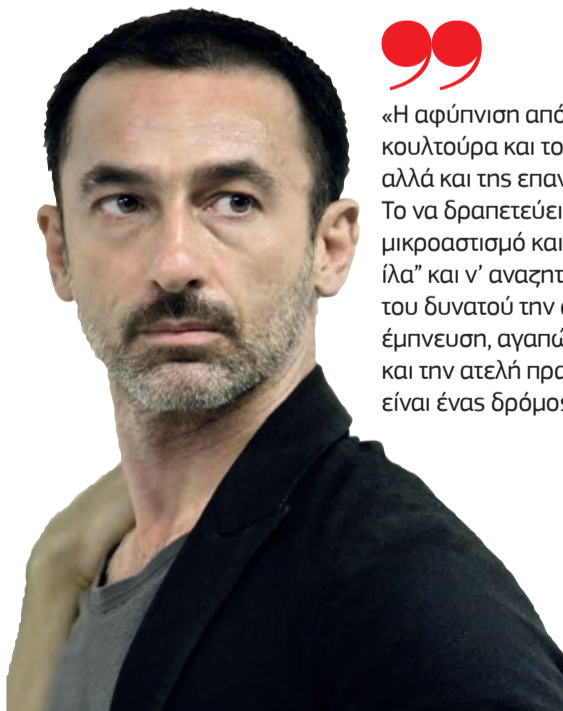 «Η αφύπνιση από
κουλτούρα και το
αλλά και της επαν
Το να δραπετεύει
μικροαστισμό και
ίλα” και ν’ αναζητ
του δυνατού την
έμπνευση, αγαπώ
και την ατελή πρα
είναι ένας δρόμος